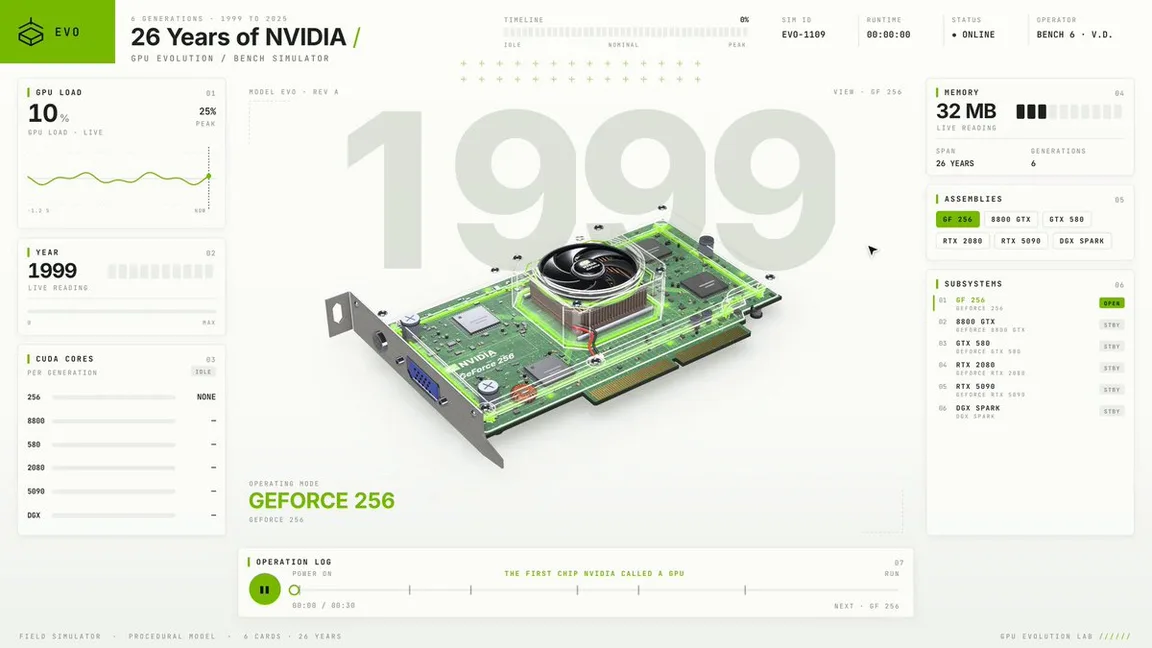 EVO
6 GENERATIONS · 1999 TO 2025
26 Years of NVIDIA /
GPU EVOLUTION / BENCH SIMULATOR
TIMELINE 0%
IDLE NOMINAL PEAK
SIM ID
EVO-1109
RUNTIME
00:00:00
STATUS
• ONLINE
OPERATOR
BENCH 6 · V.D.
GPU LOAD 01
10%
GPU LOAD · LIVE
25%
PEAK
-1.2 S NOW
YEAR 02
1999
LIVE READING
0 MAX
CUDA CORES 03
PER GENERATION IDLE
256 NONE
8800 —
580 —
2080 —
5090 —
DGX —
MODEL EVO · REV A
VIEW · GF 256
1999
NVIDIA
GeForce 256
OPERATING MODE
GEFORCE 256
GEFORCE 256
MEMORY 04
32 MB
LIVE READING
SPAN
26 YEARS
GENERATIONS
6
ASSEMBLIES 05
GF 256 8800 GTX GTX 580
RTX 2080 RTX 5090 DGX SPARK
SUBSYSTEMS 06
01 GF 256 OPEN
GEFORCE 256
02 8800 GTX STBY
GEFORCE 8800 GTX
03 GTX 580 STBY
GEFORCE GTX 580
04 RTX 2080 STBY
GEFORCE RTX 2080
05 RTX 5090 STBY
GEFORCE RTX 5090
06 DGX SPARK STBY
DGX SPARK
OPERATION LOG 07
POWER ON THE FIRST CHIP NVIDIA CALLED A GPU RUN
00:00 / 00:30 NEXT · GF 256
FIELD SIMULATOR · PROCEDURAL MODEL · 6 CARDS · 26 YEARS
GPU EVOLUTION LAB //////